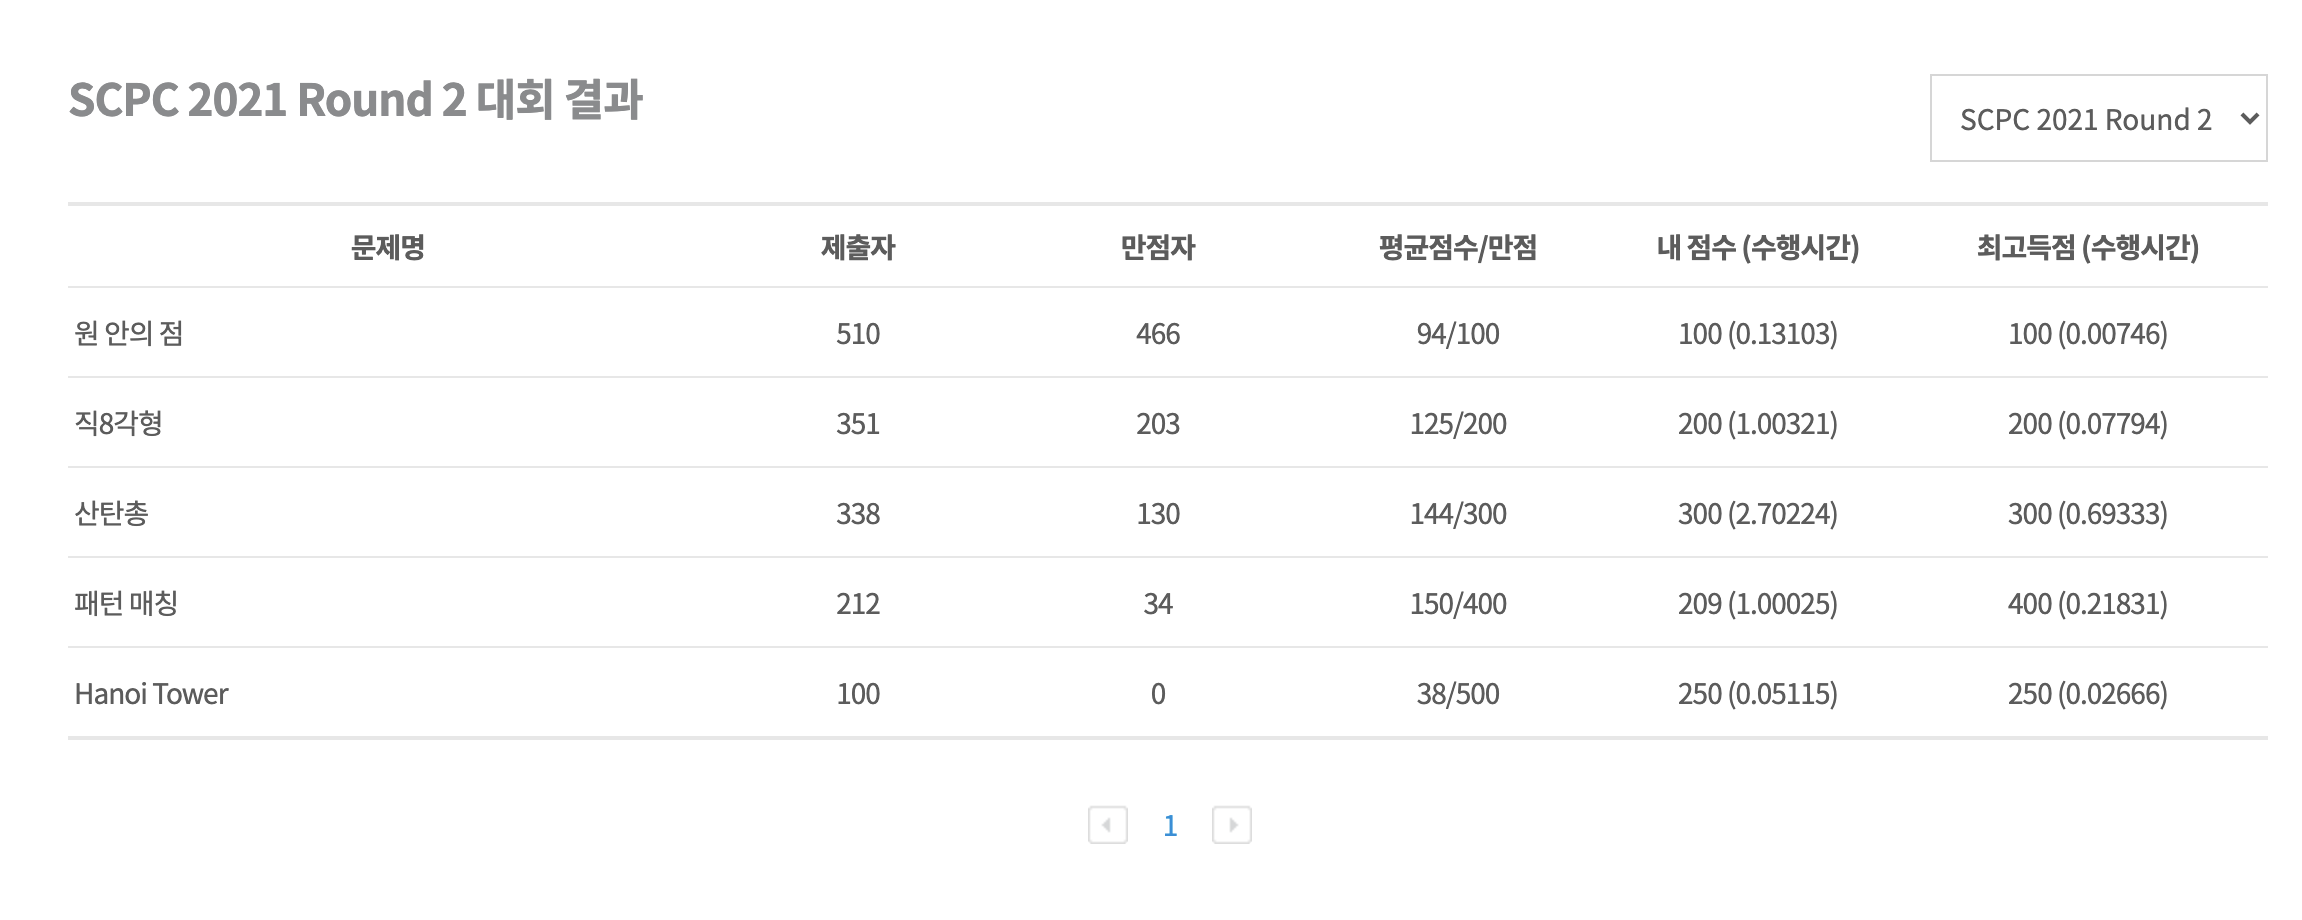 SCPC 2021 Round 2 대회 결과
SCPC 2021 Round 2
문제명 제출자 만점자 평균점수/만점 내 점수 (수행시간) 최고득점 (수행시간)
원 안의 점 510 466 94/100 100 (0.13103) 100 (0.00746)
직8각형 351 203 125/200 200 (1.00321) 200 (0.07794)
산탄총 338 130 144/300 300 (2.70224) 300 (0.69333)
패턴 매칭 212 34 150/400 209 (1.00025) 400 (0.21831)
Hanoi Tower 100 0 38/500 250 (0.05115) 250 (0.02666)
1